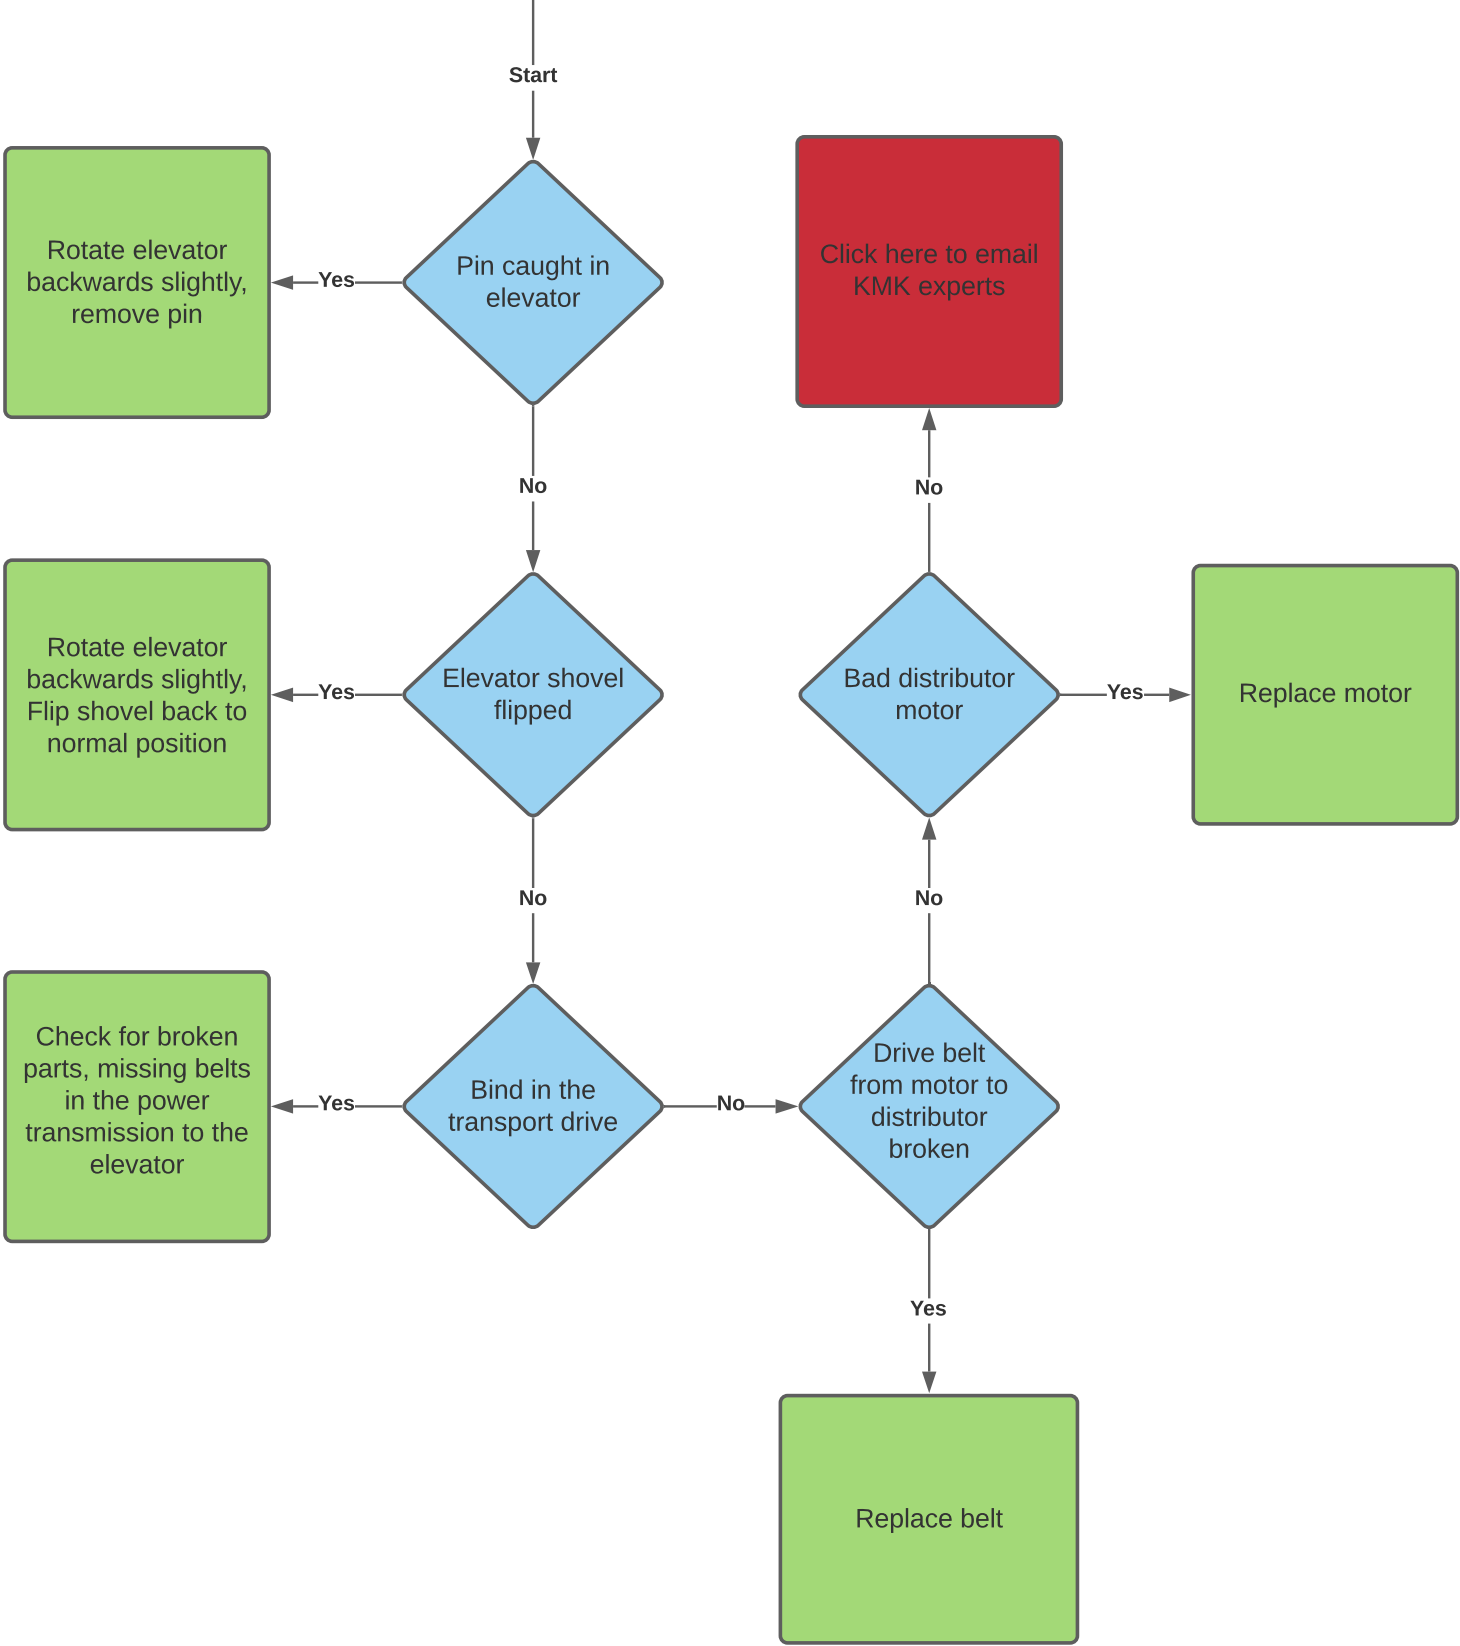 Start
Pin caught in
elevator
Yes
Rotate elevator
backwards slightly,
remove pin
No
Elevator shovel
flipped
Yes
Rotate elevator
backwards slightly,
Flip shovel back to
normal position
No
Bind in the
transport drive
Yes
Check for broken
parts, missing belts
in the power
transmission to the
elevator
No
Drive belt
from motor to
distributor
broken
Yes
Replace belt
No
Bad distributor
motor
Yes
Replace motor
No
Click here to email
KMK experts